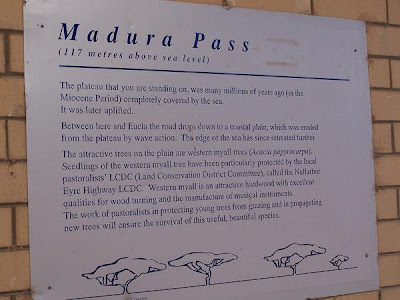 Madura Pass
(117 metres above sea level)
The plateau that you are standing on, was many millions of years ago (in the
Miocene Period) completely covered by the sea.
It was later uplifted.
Between here and Eucla the road drops down to a coastal plain, which was eroded
from the plateau by wave action. The edge of the sea has since retreated further.
The attractive trees on the plain are western myall trees (Acacia papyrocarpa).
Seedlings of the western myall tree have been particularly protected by the local
pastoralists' LCDC (Land Conservation District Committee), called the Nullarbor
Eyre Highway LCDC. Western myall is an attractive hardwood with excellent
qualities for wood turning and the manufacture of musical instruments.
The work of pastoralists in protecting young trees from grazing and in propagating
new trees will ensure the survival of this useful, beautiful species.